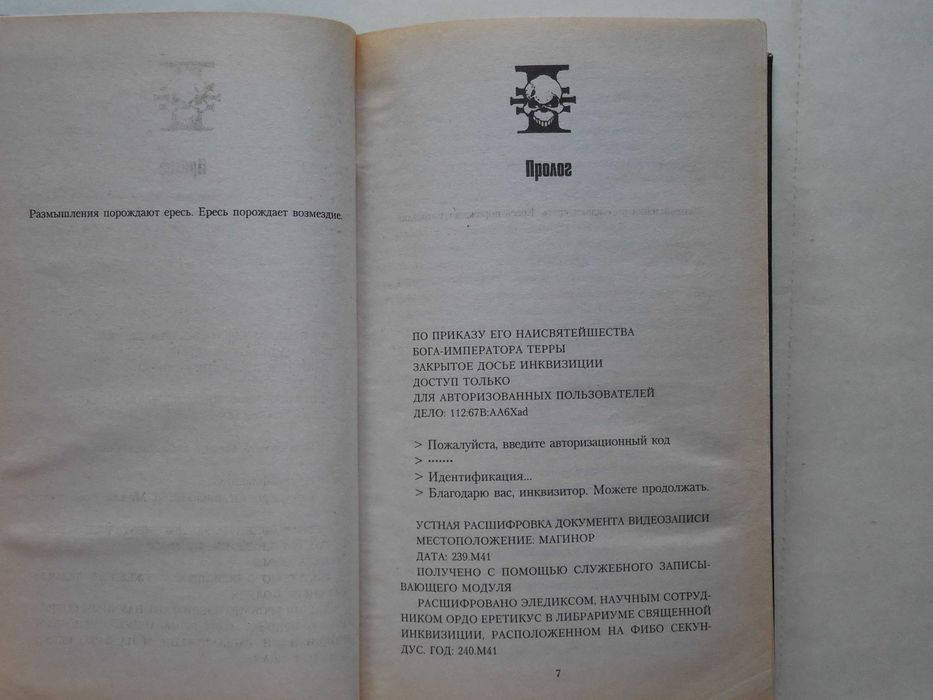 Размышления порождают ересь. Ересь порождает возмездие.
Пролог
ПО ПРИКАЗУ ЕГО НАИСВЯТЕЙШЕСТВА
БОГА-ИМПЕРАТОРА ТЕРРЫ
ЗАКРЫТОЕ ДОСЬЕ ИНКВИЗИЦИИ
ДОСТУП ТОЛЬКО
ДЛЯ АВТОРИЗОВАННЫХ ПОЛЬЗОВАТЕЛЕЙ
ДЕЛО: 112:67В:АА6Хad
> Пожалуйста, введите авторизационный код
> ·······
> Идентификация...
> Благодарю вас, инквизитор. Можете продолжать.
УСТНАЯ РАСШИФРОВКА ДОКУМЕНТА ВИДЕОЗАПИСИ
МЕСТОПОЛОЖЕНИЕ: МАГИНОР
ДАТА: 239.М41
ПОЛУЧЕНО С ПОМОЩЬЮ СЛУЖЕБНОГО ЗАПИСЫ-
ВАЮЩЕГО МОДУЛЯ
РАСШИФРОВАНО ЭЛЕДИКСОМ, НАУЧНЫМ СОТРУД-
НИКОМ ОРДО ЕРЕТИКУС В ЛИБРАРИУМЕ СВЯЩЕННОЙ
ИНКВИЗИЦИИ, РАСПОЛОЖЕННОМ НА ФИБО СЕКУН-
ДУС. ГОД: 240.М41
7